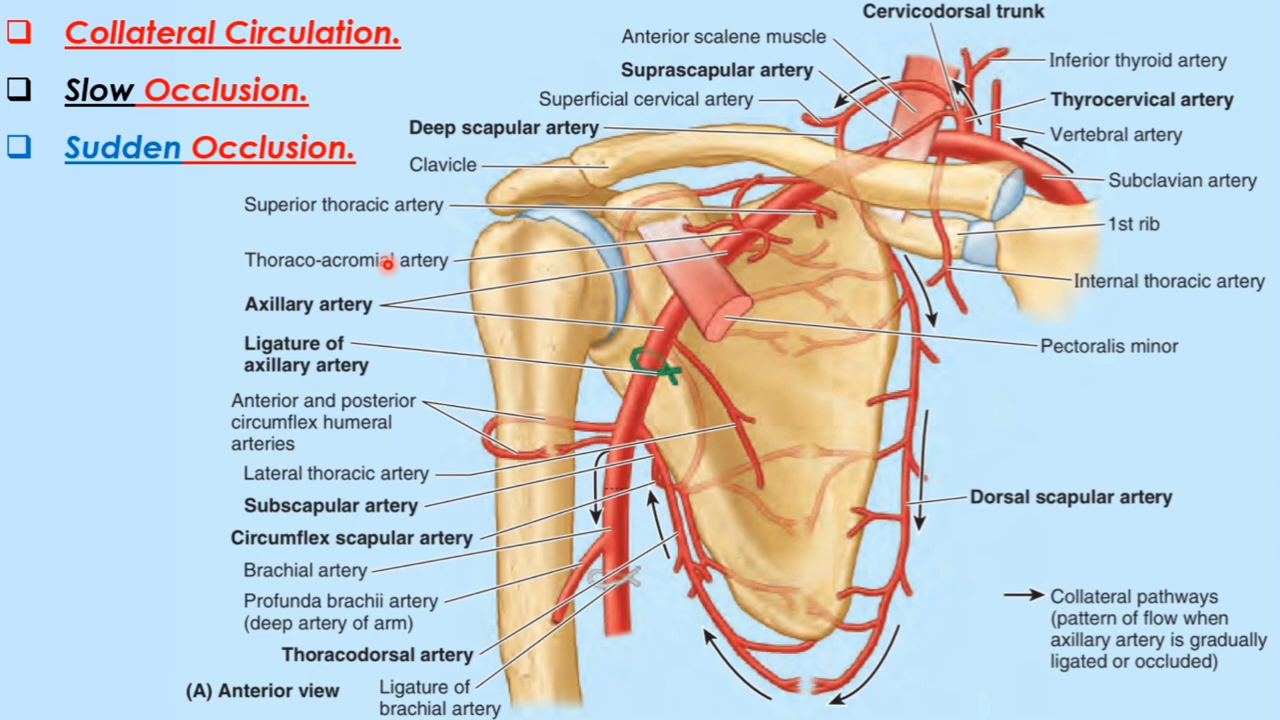 Collateral Circulation.
Slow Occlusion.
Sudden Occlusion.
Cervicodorsal trunk
Anterior scalene muscle
Suprascapular artery
Superficial cervical artery
Deep scapular artery
Clavicle
Superior thoracic artery
Thoraco-acromial artery
Axillary artery
Ligature of
axillary artery
Anterior and posterior
circumflex humeral
arteries
Lateral thoracic artery
Subscapular artery
Circumflex scapular artery
Brachial artery
Profunda brachii artery
(deep artery of arm)
Thoracodorsal artery
(A) Anterior view
Ligature of
brachial artery
Inferior thyroid artery
Thyrocervical artery
Vertebral artery
Subclavian artery
1st rib
Internal thoracic artery
Pectoralis minor
Dorsal scapular artery
Collateral pathways
(pattern of flow when
axillary artery is gradually
ligated or occluded)